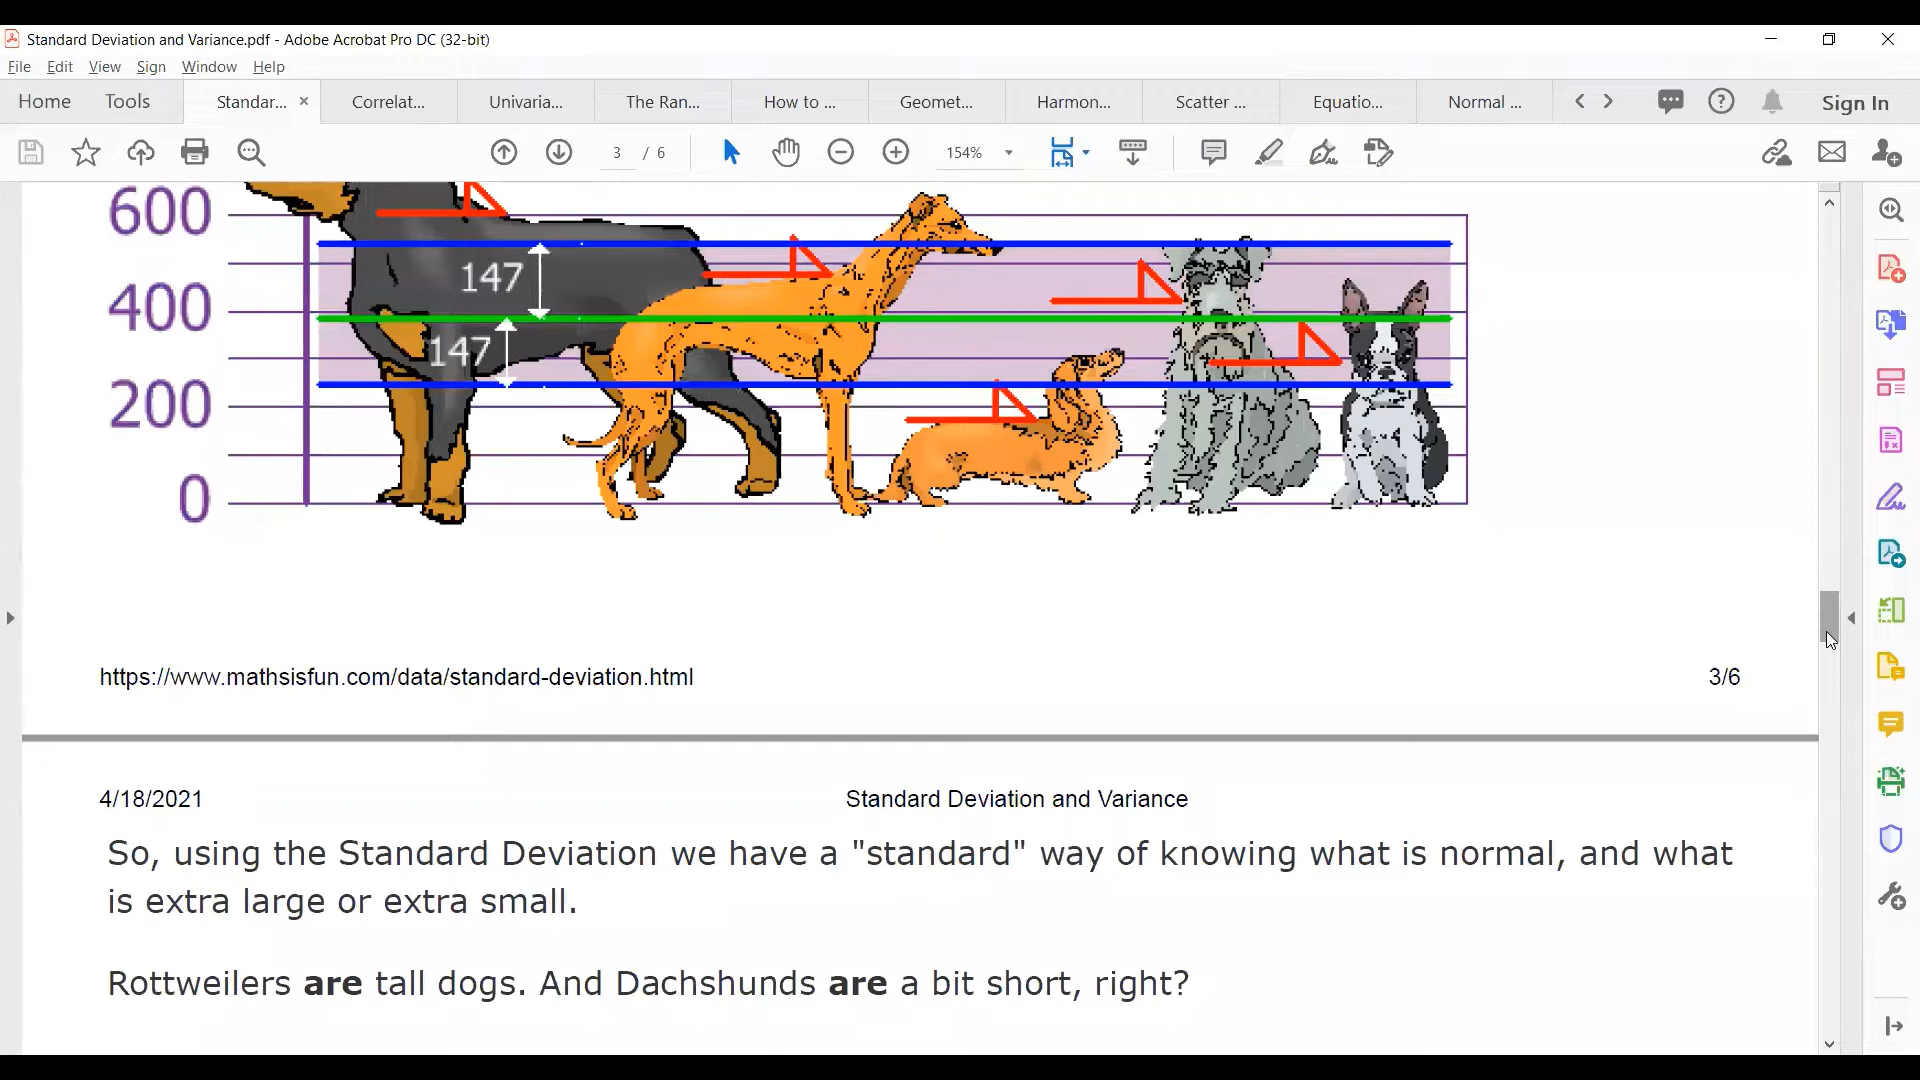 Standard Deviation and Variance.pdf - Adobe Acrobat Pro DC (32-bit)
File Edit View Sign Window Help
Home Tools Standar... × Correlat... Univaria... The Ran... How to ... Geomet... Harmon... Scatter ... Equatio... Normal ... Sign In
3 / 6 154%
600
147
400
147
200
0
https://www.mathsisfun.com/data/standard-deviation.html 3/6
4/18/2021 Standard Deviation and Variance
So, using the Standard Deviation we have a "standard" way of knowing what is normal, and what
is extra large or extra small.
Rottweilers are tall dogs. And Dachshunds are a bit short, right?